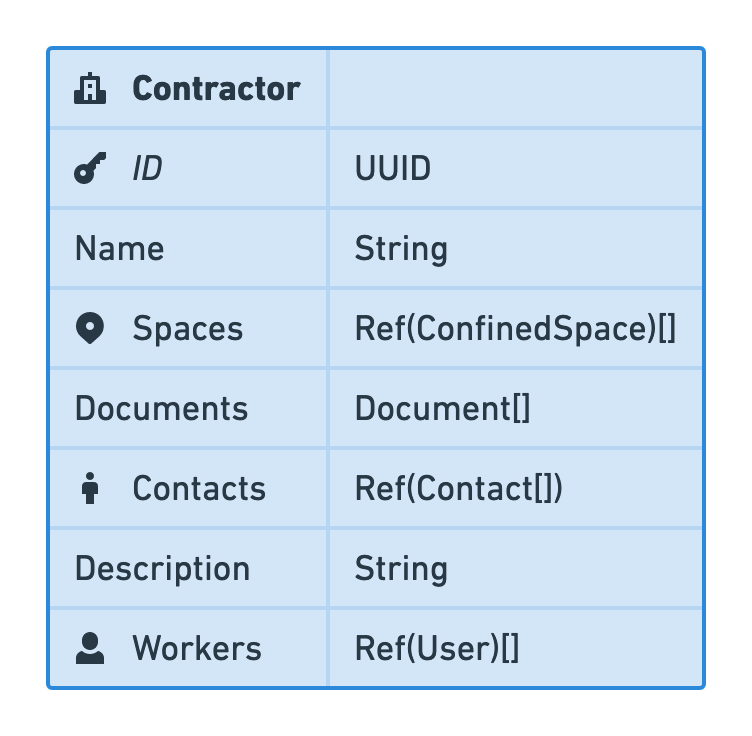 Contractor
ID UUID
Name String
Spaces Ref(ConfinedSpace)[]
Documents Document[]
Contacts Ref(Contact[])
Description String
Workers Ref(User)[]